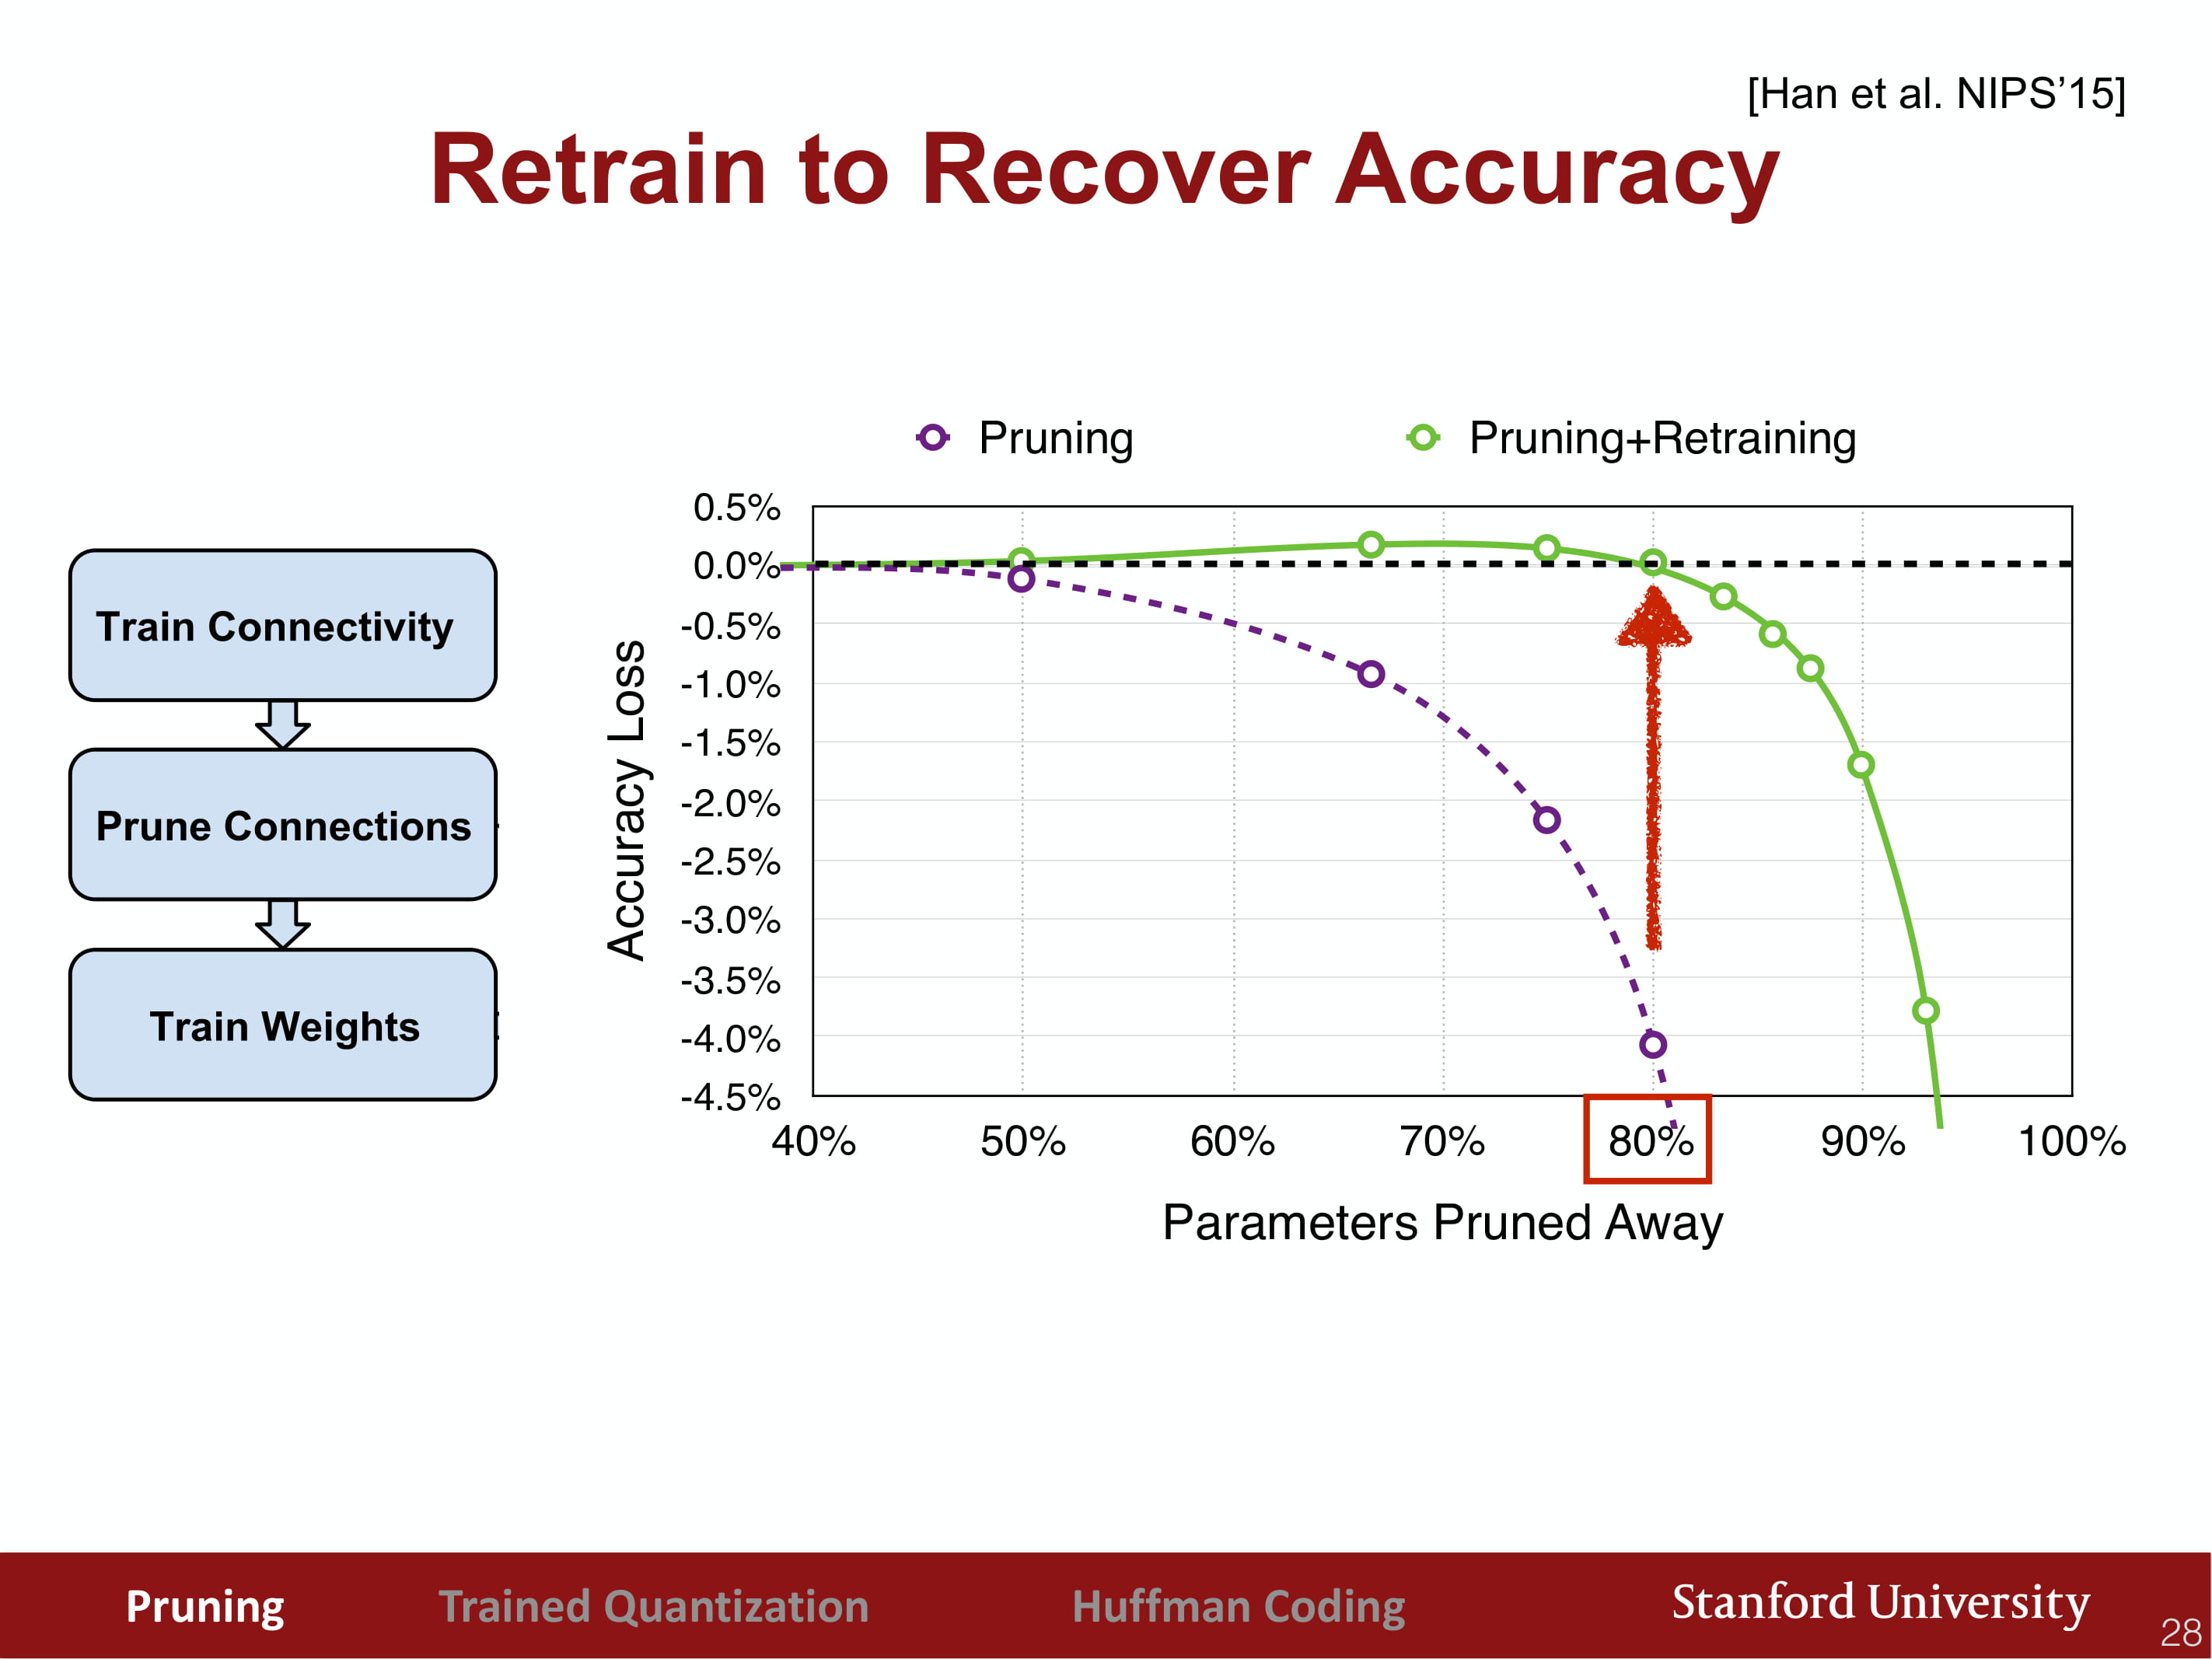 [Han et al. NIPS’15]
Retrain to Recover Accuracy
Train Connectivity
Prune Connections
Train Weights
Pruning
Pruning+Retraining
Accuracy Loss
0.5%
0.0%
-0.5%
-1.0%
-1.5%
-2.0%
-2.5%
-3.0%
-3.5%
-4.0%
-4.5%
40% 50% 60% 70% 80% 90% 100%
Parameters Pruned Away
Pruning Trained Quantization Huffman Coding Stanford University
28